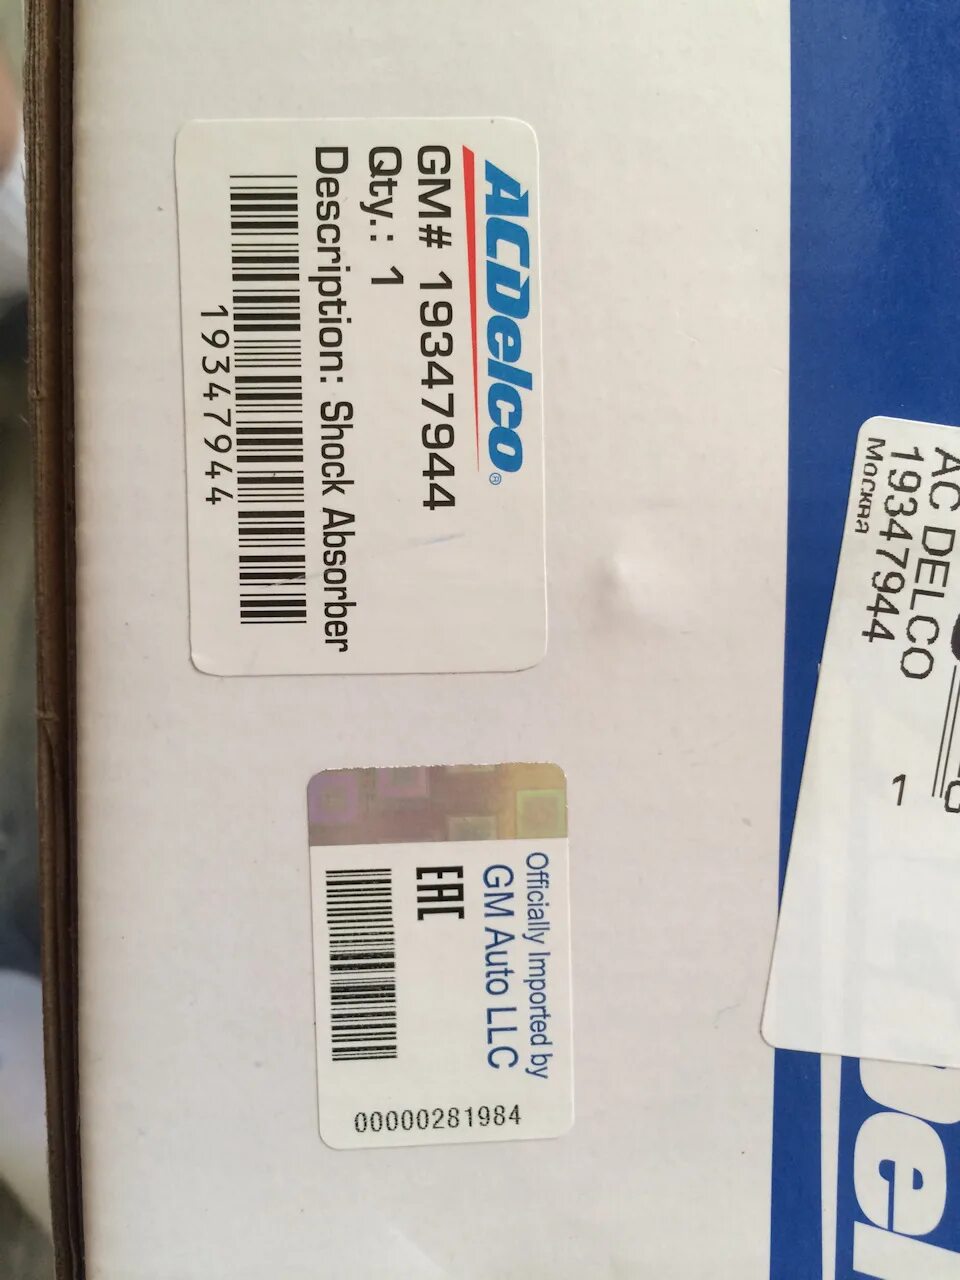 ACDelco®
GM# 19347944
Qty.: 1
Description: Shock Absorber
19347944
Officially Imported by
GM Auto LLC
EAC
00000281984
AC DELCO
19347944
Москва
1
Del